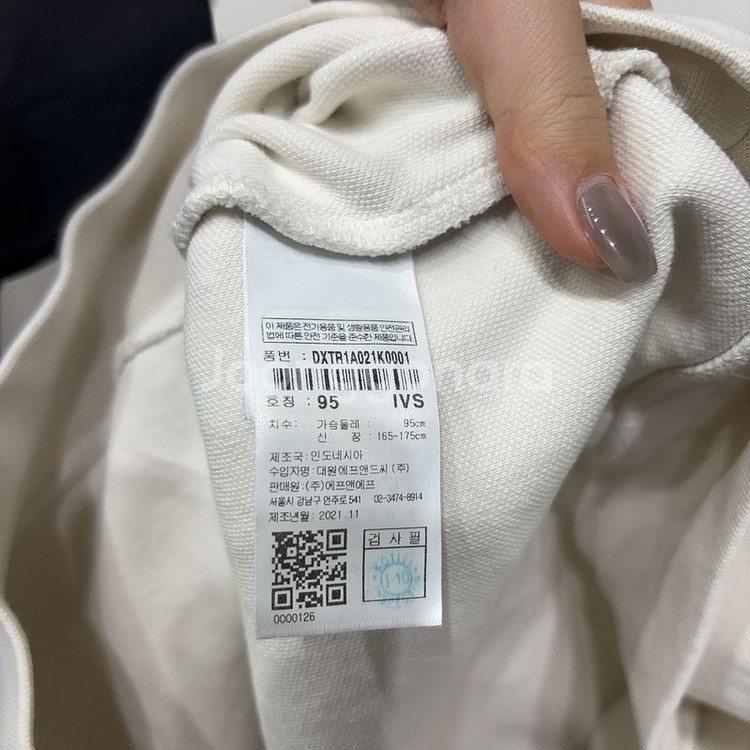 이 제품은 전기용품 및 생활용품 안전관리
법에 따른 안전 기준을 준수한 제품입니다.
품번 : DXTR1A021K0001
호칭 : 95 IVS
치수: 가슴둘레 : 95cm
신 장 : 165-175cm
제조국: 인도네시아
수입자명: 대원에프앤드씨 (주)
판매원: (주)에프앤에프
서울시 강남구 언주로 541 02-3474-8914
제조년월: 2021.11
검 사 필
I-10
0000126